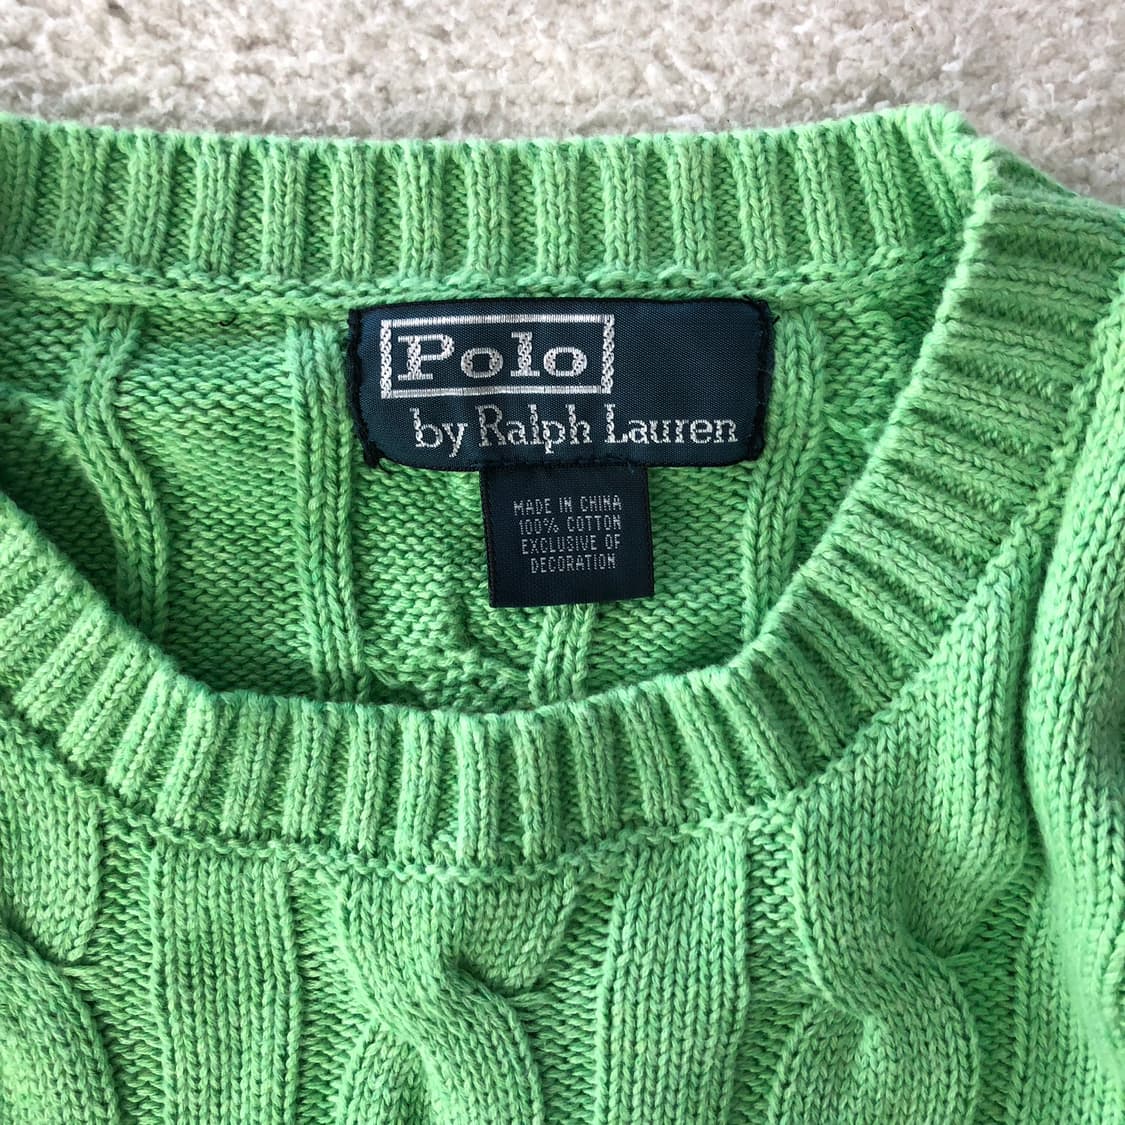 Polo
by Ralph Lauren
MADE IN CHINA
100% COTTON
EXCLUSIVE OF
DECORATION